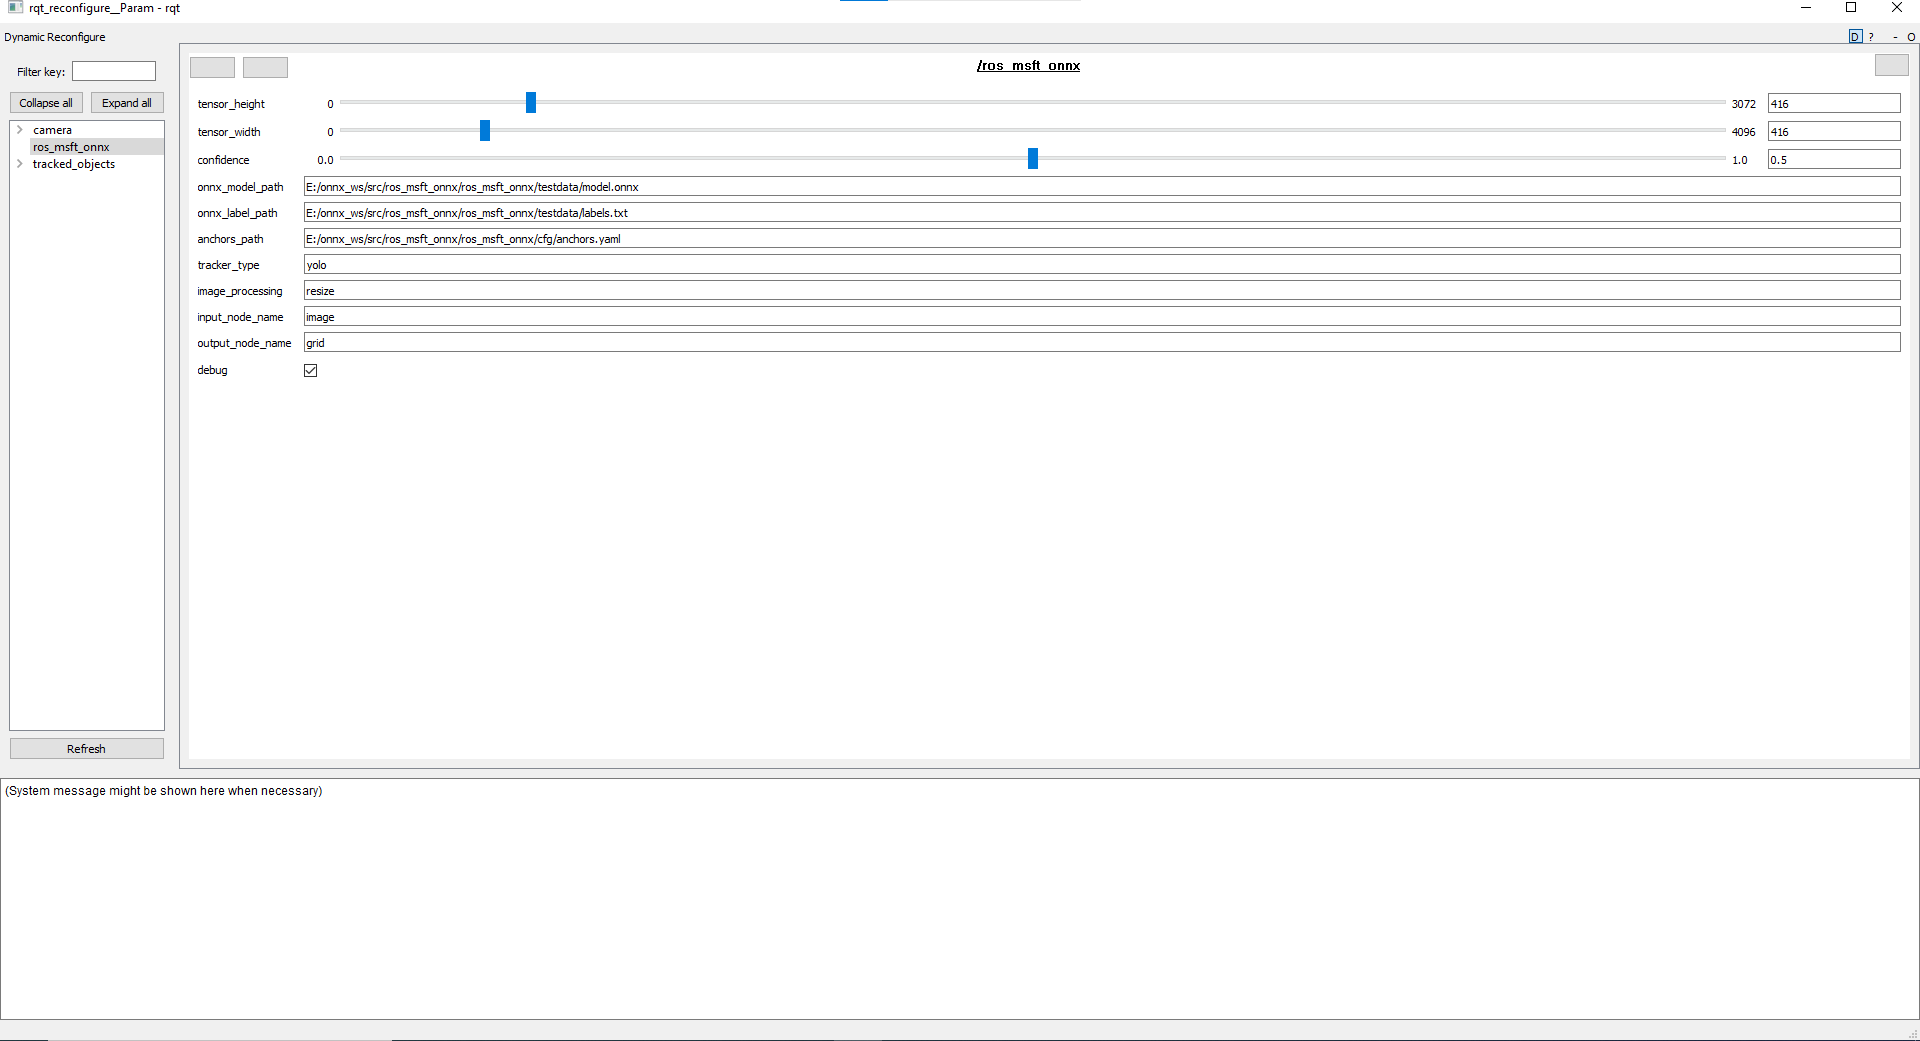 rqt_reconfigure__Param - rqt
Dynamic Reconfigure
D ? - O
Filter key:
Collapse all Expand all
camera
ros_msft_onnx
tracked_objects
Refresh
/ros_msft_onnx
tensor_height 0 3072 416
tensor_width 0 4096 416
confidence 0.0 1.0 0.5
onnx_model_path E:/onnx_ws/src/ros_msft_onnx/ros_msft_onnx/testdata/model.onnx
onnx_label_path E:/onnx_ws/src/ros_msft_onnx/ros_msft_onnx/testdata/labels.txt
anchors_path E:/onnx_ws/src/ros_msft_onnx/ros_msft_onnx/cfg/anchors.yaml
tracker_type yolo
image_processing resize
input_node_name image
output_node_name grid
debug
(System message might be shown here when necessary)